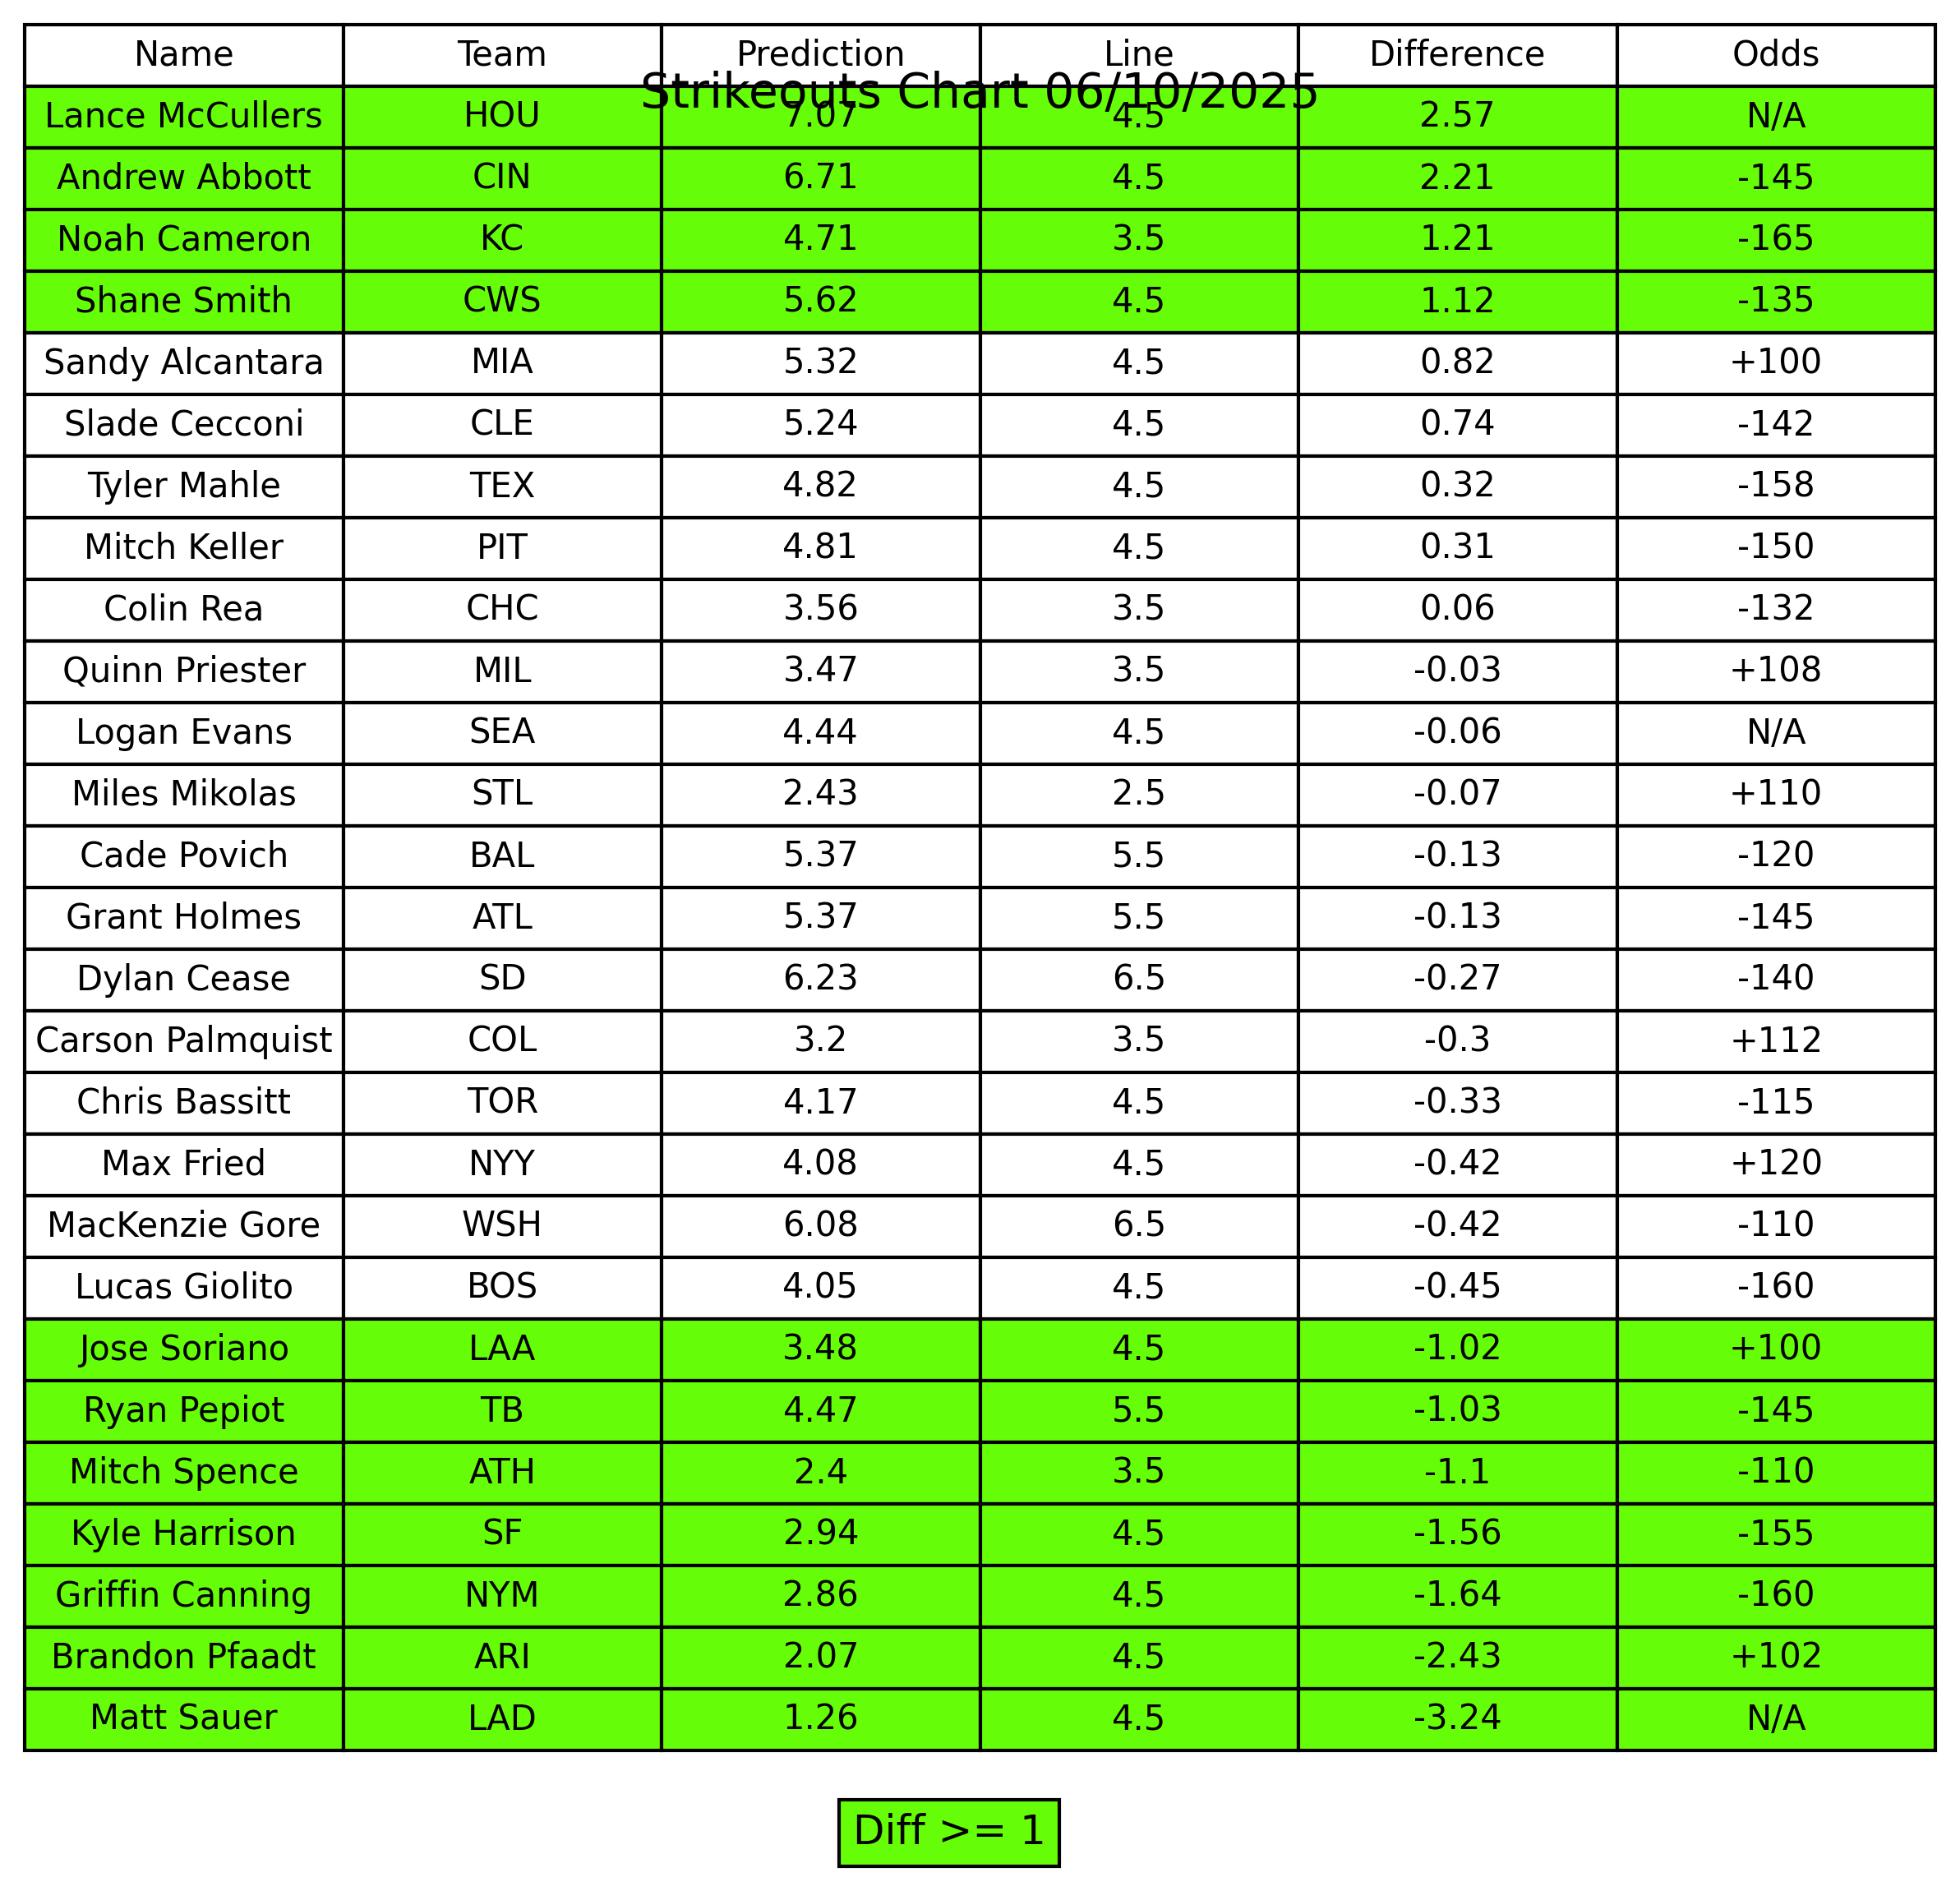 Name Team Prediction Line Difference Odds
Strikeouts Chart 06/10/2025
Lance McCullers HOU 7.07 4.5 2.57 N/A
Andrew Abbott CIN 6.71 4.5 2.21 -145
Noah Cameron KC 4.71 3.5 1.21 -165
Shane Smith CWS 5.62 4.5 1.12 -135
Sandy Alcantara MIA 5.32 4.5 0.82 +100
Slade Cecconi CLE 5.24 4.5 0.74 -142
Tyler Mahle TEX 4.82 4.5 0.32 -158
Mitch Keller PIT 4.81 4.5 0.31 -150
Colin Rea CHC 3.56 3.5 0.06 -132
Quinn Priester MIL 3.47 3.5 -0.03 +108
Logan Evans SEA 4.44 4.5 -0.06 N/A
Miles Mikolas STL 2.43 2.5 -0.07 +110
Cade Povich BAL 5.37 5.5 -0.13 -120
Grant Holmes ATL 5.37 5.5 -0.13 -145
Dylan Cease SD 6.23 6.5 -0.27 -140
Carson Palmquist COL 3.2 3.5 -0.3 +112
Chris Bassitt TOR 4.17 4.5 -0.33 -115
Max Fried NYY 4.08 4.5 -0.42 +120
MacKenzie Gore WSH 6.08 6.5 -0.42 -110
Lucas Giolito BOS 4.05 4.5 -0.45 -160
Jose Soriano LAA 3.48 4.5 -1.02 +100
Ryan Pepiot TB 4.47 5.5 -1.03 -145
Mitch Spence ATH 2.4 3.5 -1.1 -110
Kyle Harrison SF 2.94 4.5 -1.56 -155
Griffin Canning NYM 2.86 4.5 -1.64 -160
Brandon Pfaadt ARI 2.07 4.5 -2.43 +102
Matt Sauer LAD 1.26 4.5 -3.24 N/A
Diff >= 1